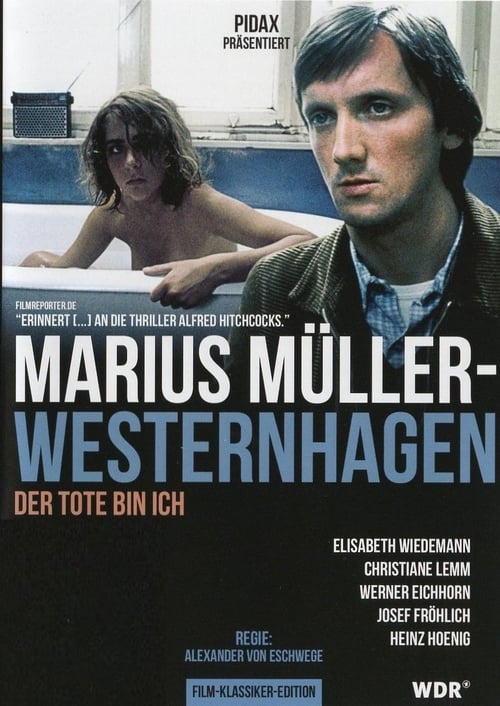 PIDAX
PRÄSENTIERT
FILMREPORTER.DE
"ERINNERT [...] AN DIE THRILLER ALFRED HITCHCOCKS."
MARIUS MÜLLER-
WESTERNHAGEN
DER TOTE BIN ICH
ELISABETH WIEDEMANN
CHRISTIANE LEMM
WERNER EICHHORN
JOSEF FRÖHLICH
HEINZ HOENIG
REGIE:
ALEXANDER VON ESCHWEGE
FILM-KLASSIKER-EDITION
WDR